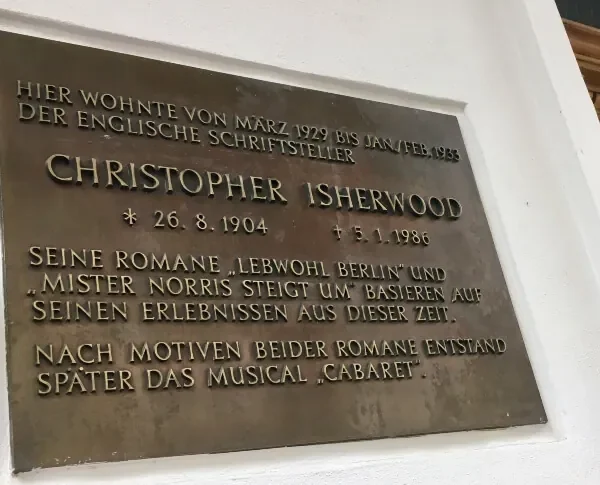 HIER WOHNTE VON MÄRZ 1929 BIS JAN./FEB. 1933
DER ENGLISCHE SCHRIFTSTELLER
CHRISTOPHER ISHERWOOD
* 26. 8. 1904 † 5. 1. 1986
SEINE ROMANE „LEBWOHL BERLIN" UND
„MISTER NORRIS STEIGT UM" BASIEREN AUF
SEINEN ERLEBNISSEN AUS DIESER ZEIT.
NACH MOTIVEN BEIDER ROMANE ENTSTAND
SPÄTER DAS MUSICAL „CABARET".